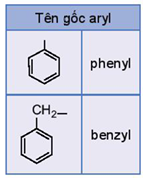 Tên gốc aryl
phenyl
CH₂—
benzyl